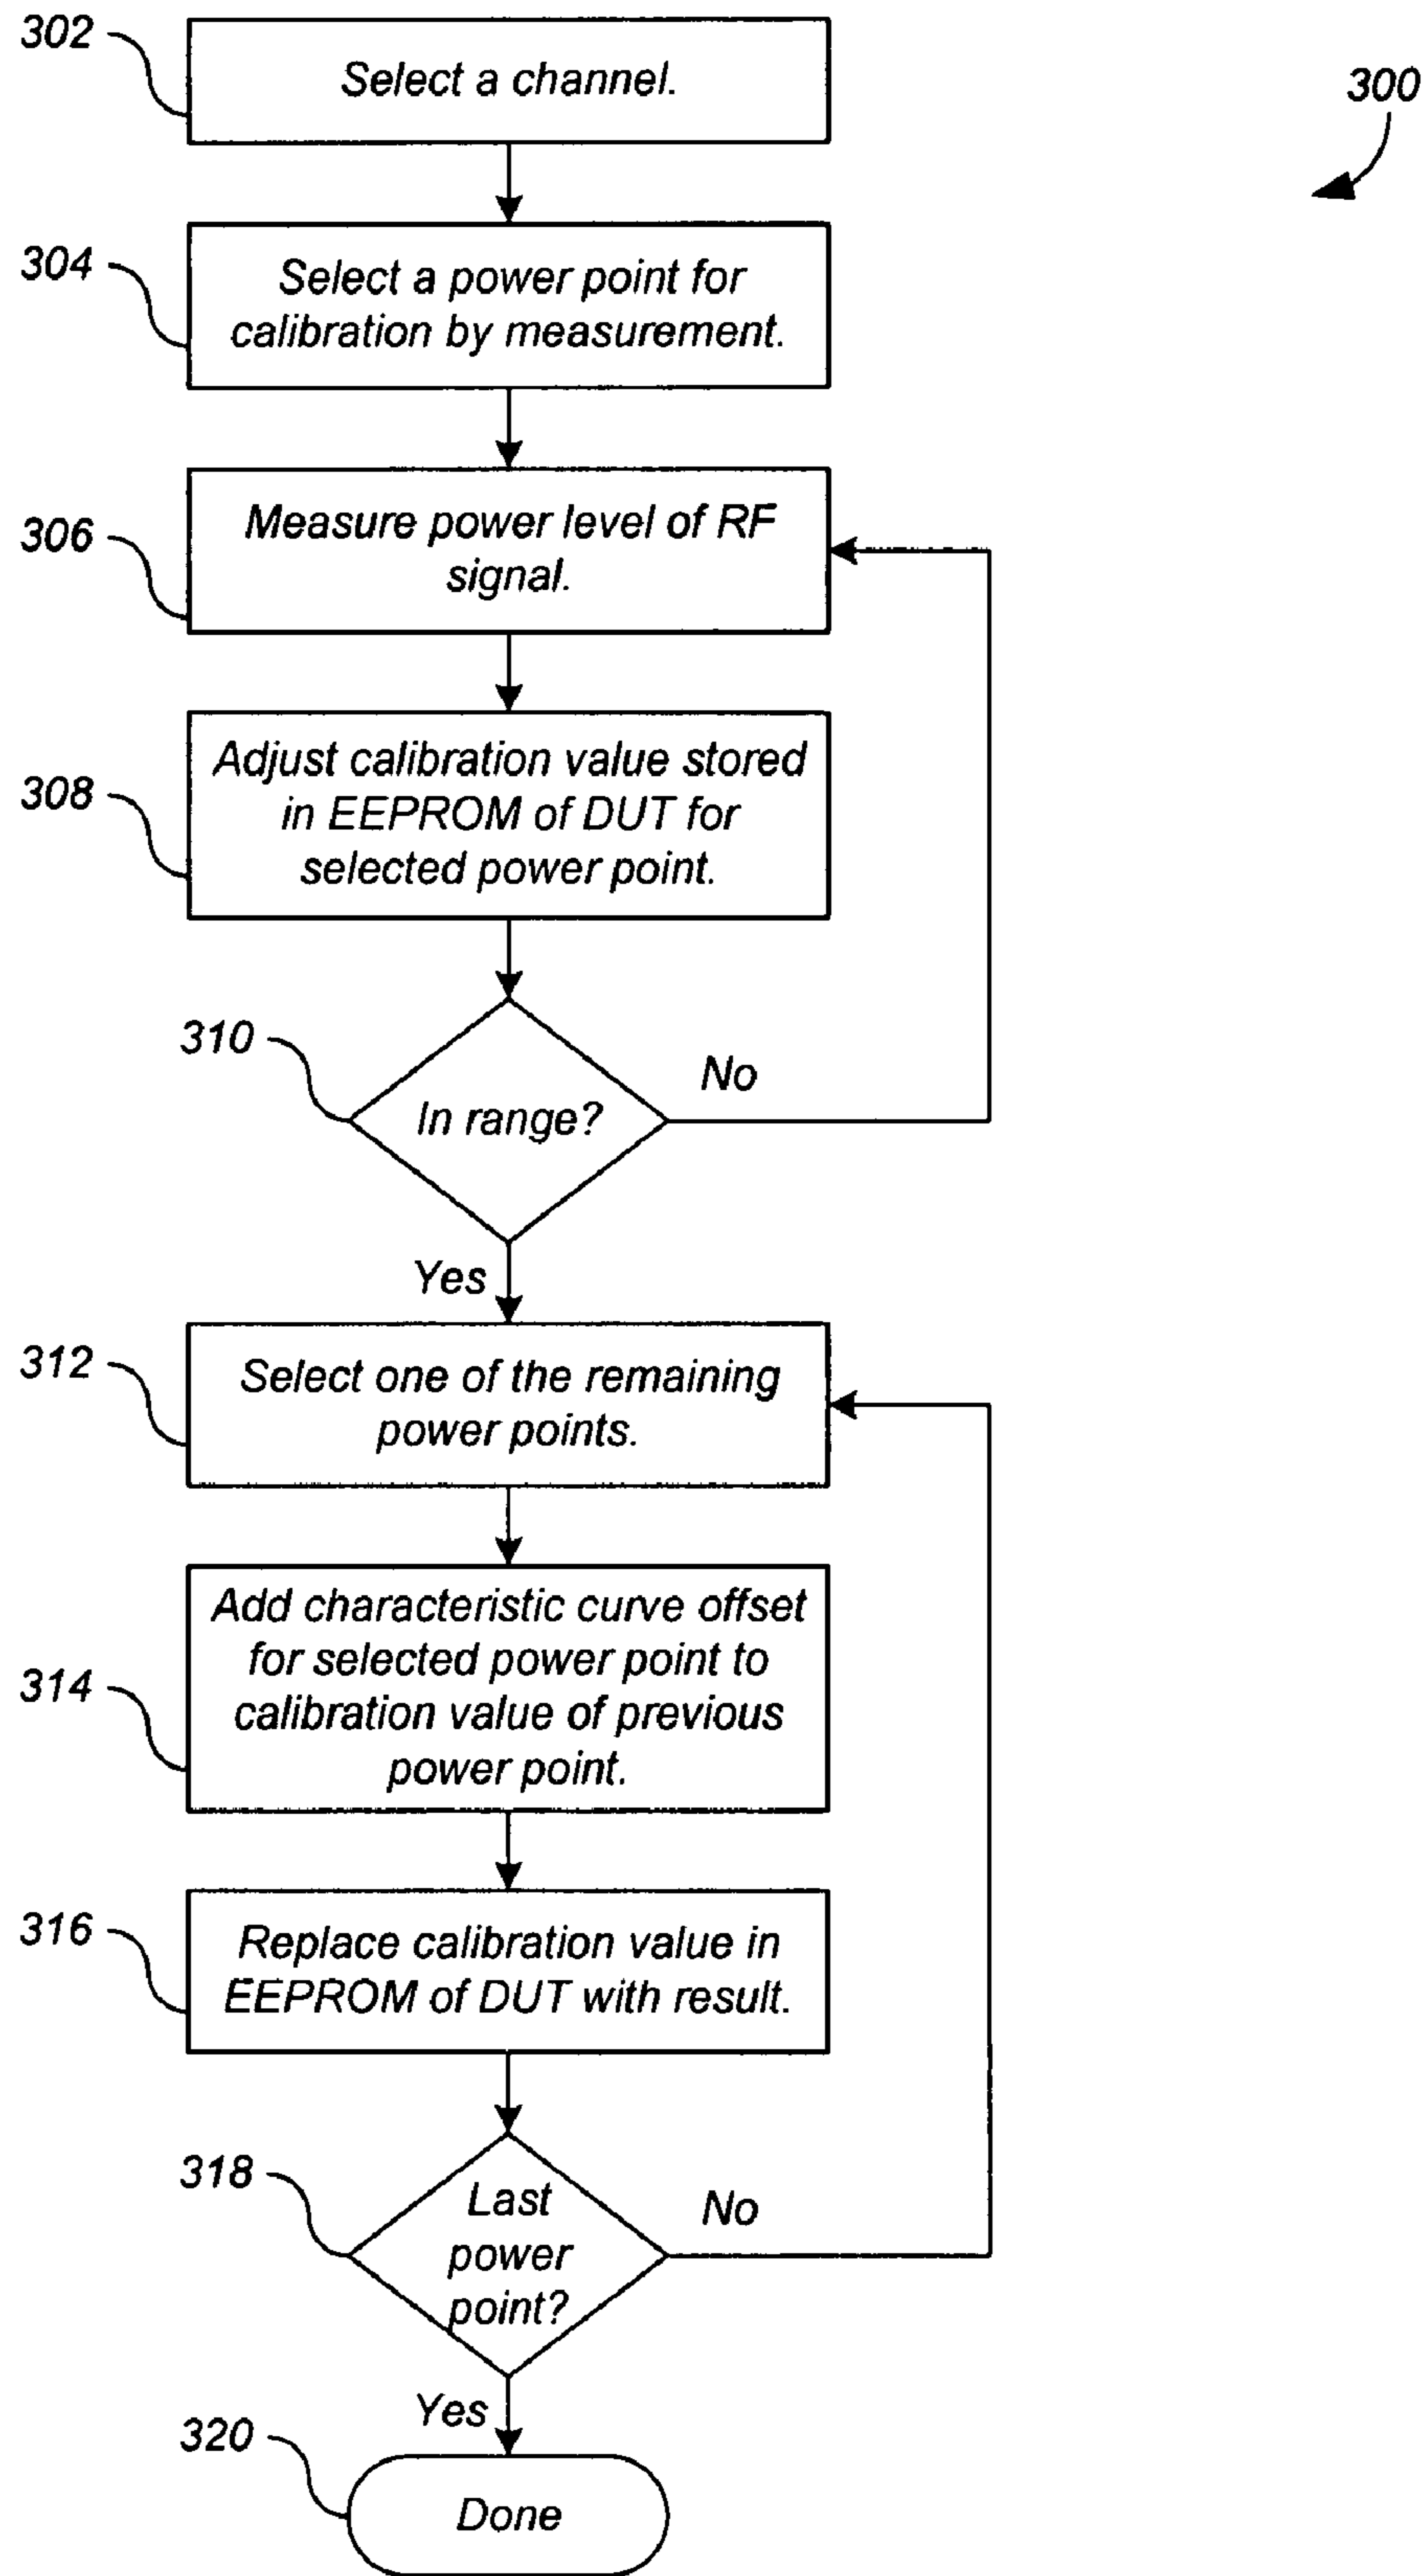 302
Select a channel.
300
304
Select a power point for
calibration by measurement.
306
Measure power level of RF
signal.
308
Adjust calibration value stored
in EEPROM of DUT for
selected power point.
310
In range?
No
Yes
312
Select one of the remaining
power points.
314
Add characteristic curve offset
for selected power point to
calibration value of previous
power point.
316
Replace calibration value in
EEPROM of DUT with result.
318
Last
power
point?
No
Yes
320
Done